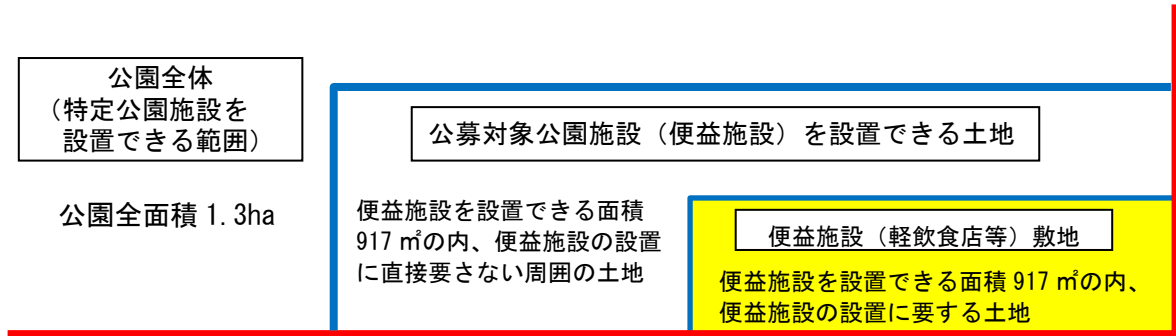 公園全体
（特定公園施設を
設置できる範囲）
公園全面積 1.3ha
公募対象公園施設（便益施設）を設置できる土地
便益施設を設置できる面積
917 ㎡の内、便益施設の設置
に直接要さない周囲の土地
便益施設（軽飲食店等）敷地
便益施設を設置できる面積 917 ㎡の内、
便益施設の設置に要する土地